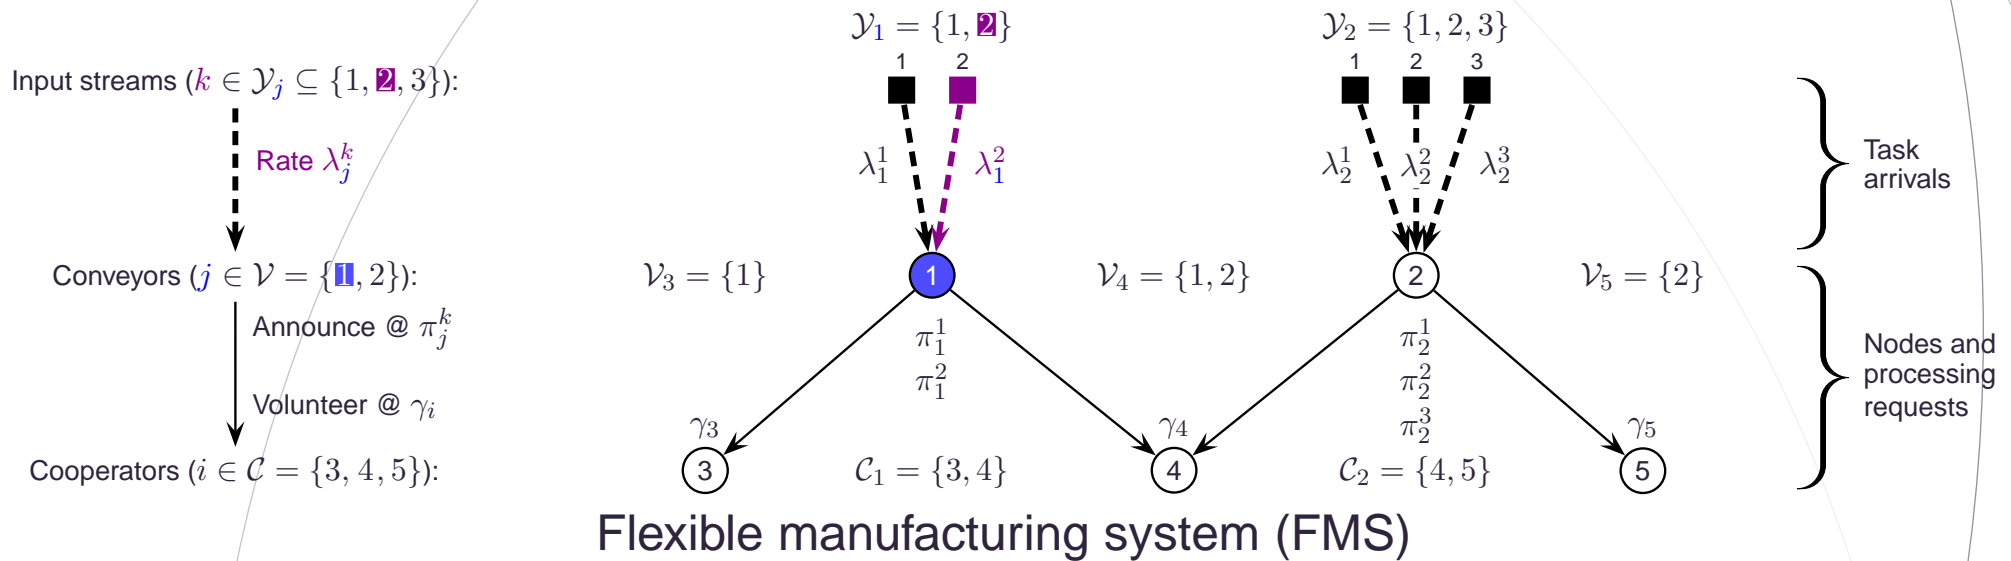 𝒴₁ = {1, 2}
𝒴₂ = {1, 2, 3}
1 2
1 2 3
Input streams (k ∈ 𝒴ⱼ ⊆ {1, 2, 3}):
Rate λⱼᵏ
λ₁¹ λ₁²
λ₂¹ λ₂² λ₂³
Task
arrivals
Conveyors (j ∈ 𝒱 = {1, 2}):
𝒱₃ = {1}
1
𝒱₄ = {1, 2}
2
𝒱₅ = {2}
Announce @ πⱼᵏ
π₁¹
π₁²
π₂¹
π₂²
π₂³
Volunteer @ γᵢ
Nodes and
processing
requests
γ₃
γ₄
γ₅
Cooperators (i ∈ 𝒞 = {3, 4, 5}):
3
𝒞₁ = {3, 4}
4
𝒞₂ = {4, 5}
5
Flexible manufacturing system (FMS)